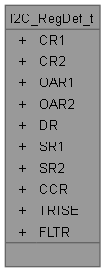 I2C_RegDef_t
+ CR1
+ CR2
+ OAR1
+ OAR2
+ DR
+ SR1
+ SR2
+ CCR
+ TRISE
+ FLTR